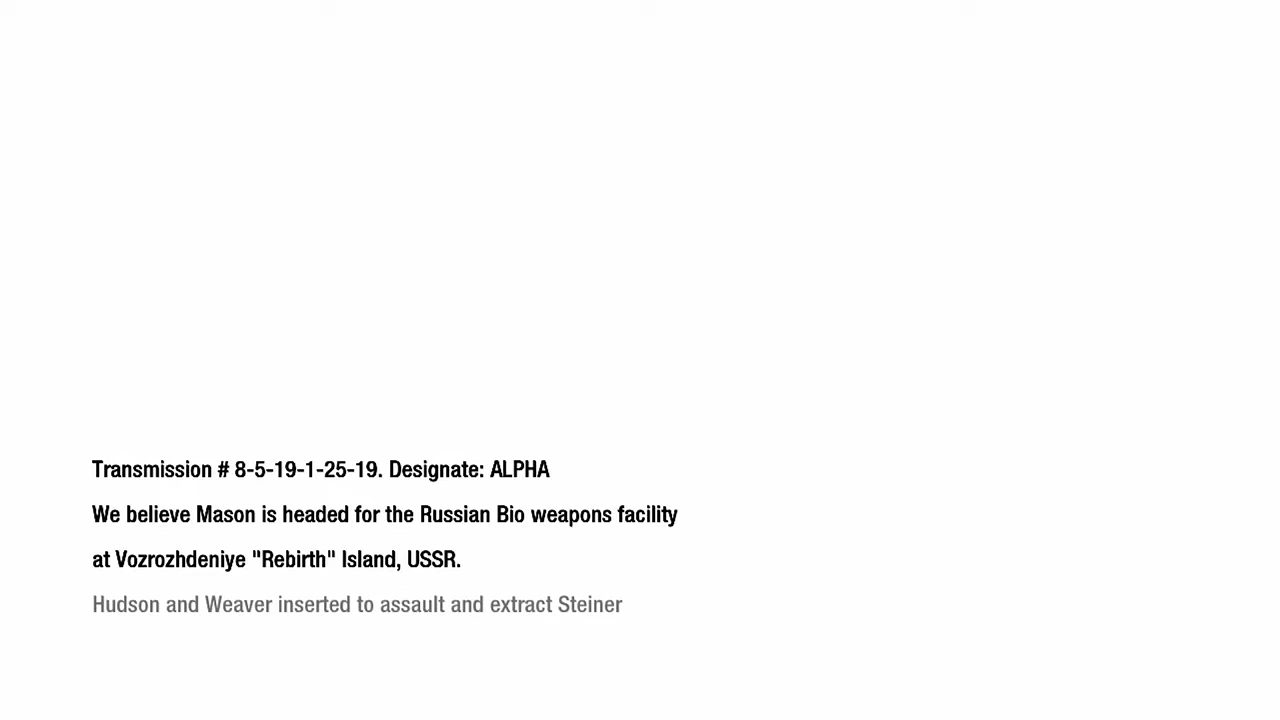 Transmission # 8-5-19-1-25-19. Designate: ALPHA
We believe Mason is headed for the Russian Bio weapons facility
at Vozrozhdeniye "Rebirth" Island, USSR.
Hudson and Weaver inserted to assault and extract Steiner